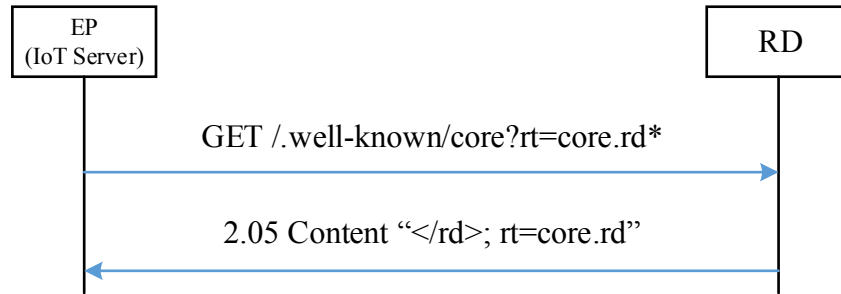 EP
(IoT Server)
RD
GET /.well-known/core?rt=core.rd*
2.05 Content “</rd>; rt=core.rd”